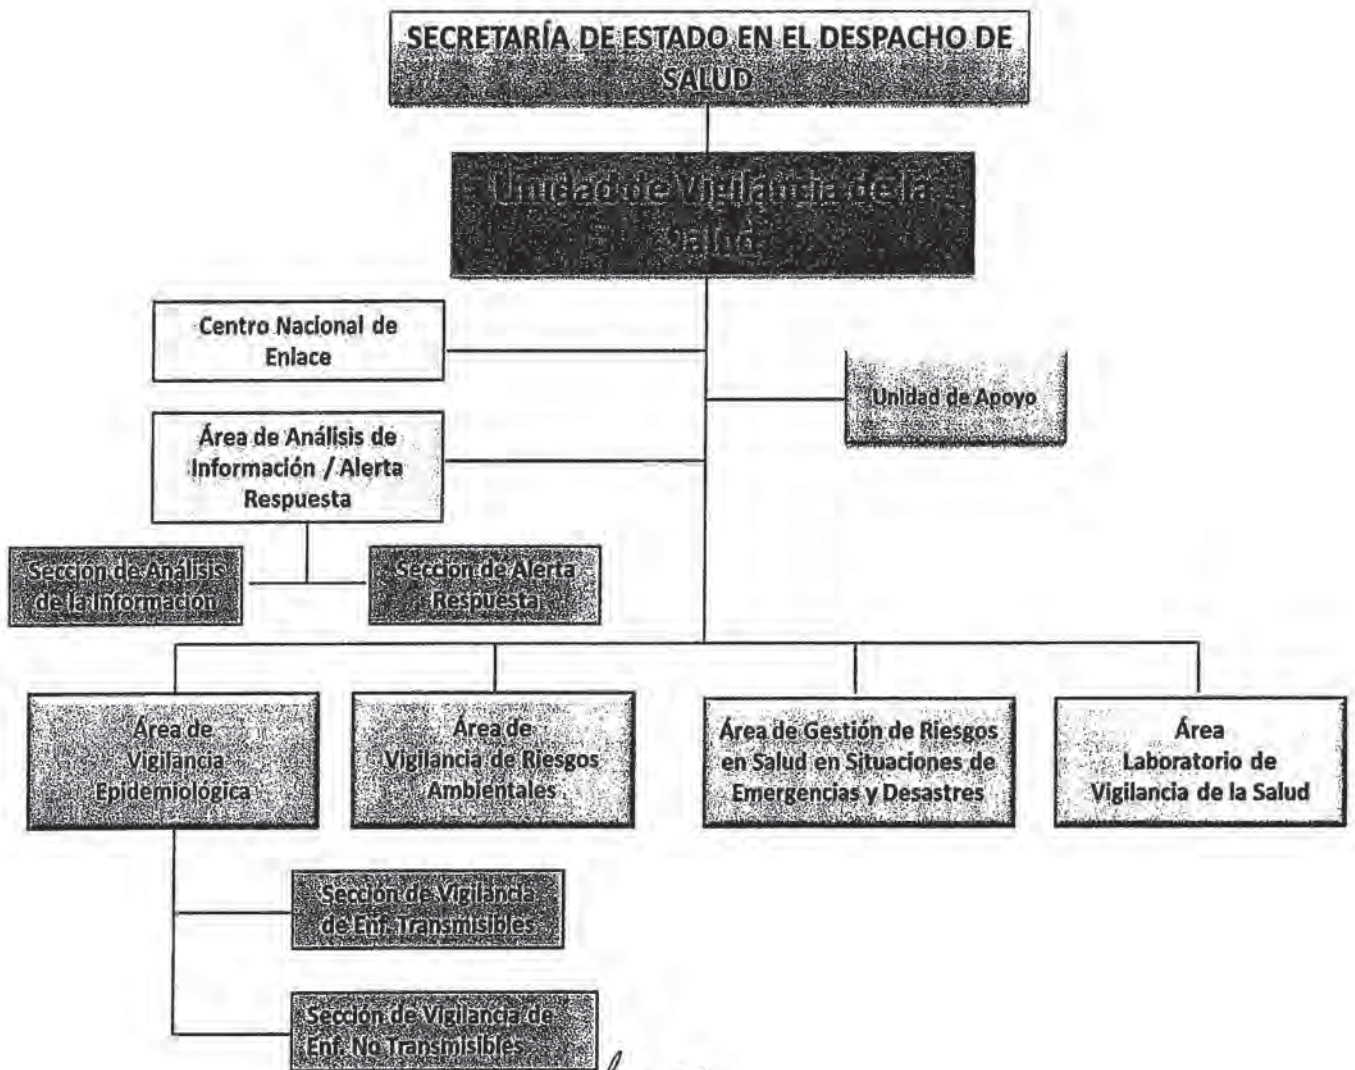 SECRETARÍA DE ESTADO EN EL DESPACHO DE
SALUD
Unidad de Vigilancia de la
Salud
Centro Nacional de
Enlace
Unidad de Apoyo
Área de Análisis de
Información / Alerta
Respuesta
Sección de Análisis
de la Información
Sección de Alerta
Respuesta
Área de
Vigilancia
Epidemiológica
Área de
Vigilancia de Riesgos
Ambientales
Área de Gestión de Riesgos
en Salud en Situaciones de
Emergencias y Desastres
Área
Laboratorio de
Vigilancia de la Salud
Sección de Vigilancia
de Enf. Transmisibles
Sección de Vigilancia de
Enf. No Transmisibles